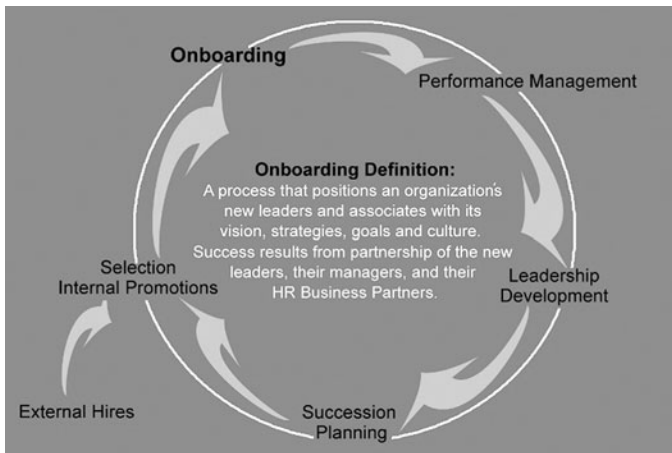 Onboarding
Performance Management
Onboarding Definition:
A process that positions an organization's
new leaders and associates with its
vision, strategies, goals and culture.
Success results from partnership of the new
leaders, their managers, and their
HR Business Partners.
Selection
Internal Promotions
Leadership
Development
External Hires
Succession
Planning